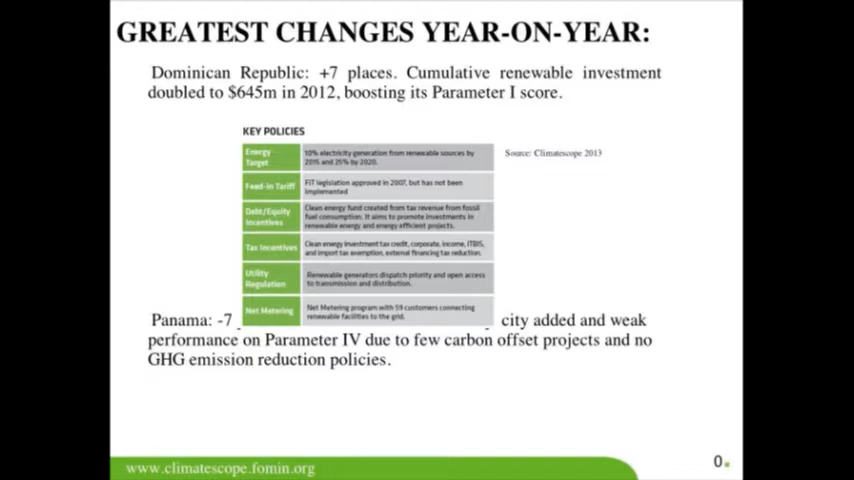 GREATEST CHANGES YEAR-ON-YEAR:
Dominican Republic: +7 places. Cumulative renewable investment
doubled to $645m in 2012, boosting its Parameter I score.
KEY POLICIES
Source: Climatescope 2013
Energy
Target
10% electricity generation from renewable sources by
2015 and 25% by 2020.
Feed-in Tariff
FiT legislation approved in 2007, but has not been
implemented
Debt/Equity
Incentives
Clean energy fund created from tax revenue from fossil
fuel consumption. It aims to promote investments in
renewable energy and energy efficient projects.
Tax Incentives
Clean energy investment tax credit, corporate, income, ITBIS,
and import tax exemption, external financing tax reduction.
Utility
Regulation
Renewable generators dispatch priority and open access
to transmission and distribution.
Net Metering
Net Metering program with 59 customers connecting
renewable facilities to the grid.
Panama: -7 city added and weak
performance on Parameter IV due to few carbon offset projects and no
GHG emission reduction policies.
www.climatescope.fomin.org
0